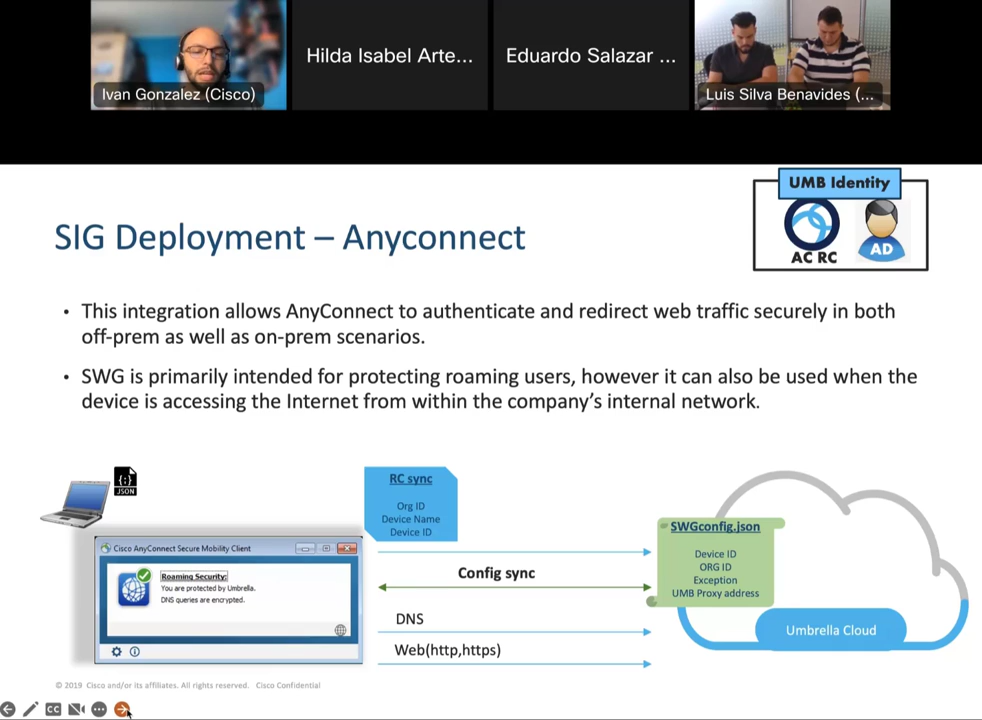 Ivan Gonzalez (Cisco)
Hilda Isabel Arte...
Eduardo Salazar ...
Luis Silva Benavides (...
UMB Identity
AC RC
AD
SIG Deployment – Anyconnect
• This integration allows AnyConnect to authenticate and redirect web traffic securely in both
off-prem as well as on-prem scenarios.
• SWG is primarily intended for protecting roaming users, however it can also be used when the
device is accessing the Internet from within the company's internal network.
{:}
JSON
Cisco AnyConnect Secure Mobility Client
Roaming Security:
You are protected by Umbrella.
DNS queries are encrypted.
RC sync
Org ID
Device Name
Device ID
Config sync
DNS
Web(http,https)
SWGconfig.json
Device ID
ORG ID
Exception
UMB Proxy address
Umbrella Cloud
© 2019 Cisco and/or its affiliates. All rights reserved. Cisco Confidential
CC